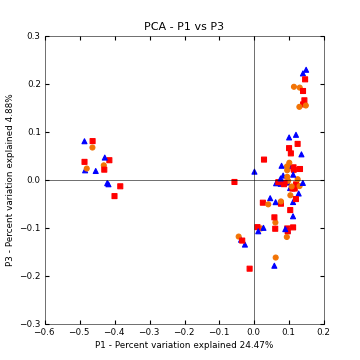 PCA - P1 vs P3
0.3
0.2
0.1
0.0
−0.1
−0.2
−0.3
P3 - Percent variation explained 4.88%
−0.6 −0.5 −0.4 −0.3 −0.2 −0.1 0.0 0.1 0.2
P1 - Percent variation explained 24.47%